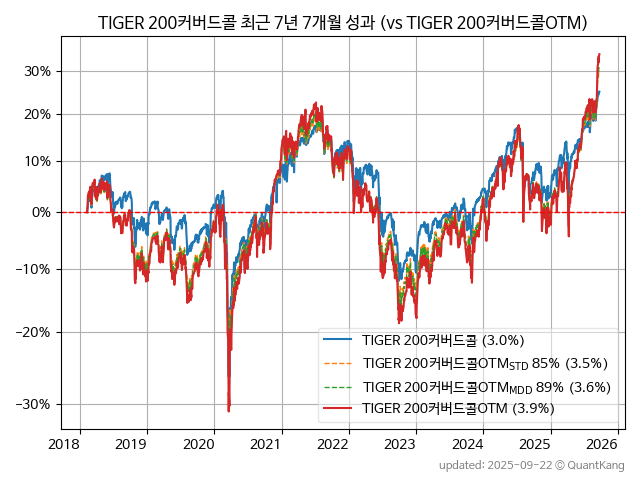 TIGER 200커버드콜 최근 7년 7개월 성과 (vs TIGER 200커버드콜OTM)
30%
20%
10%
0%
-10%
-20%
-30%
TIGER 200커버드콜 (3.0%)
TIGER 200커버드콜OTM_STD 85% (3.5%)
TIGER 200커버드콜OTM_MDD 89% (3.6%)
TIGER 200커버드콜OTM (3.9%)
2018 2019 2020 2021 2022 2023 2024 2025 2026
updated: 2025-09-22 © QuantKang